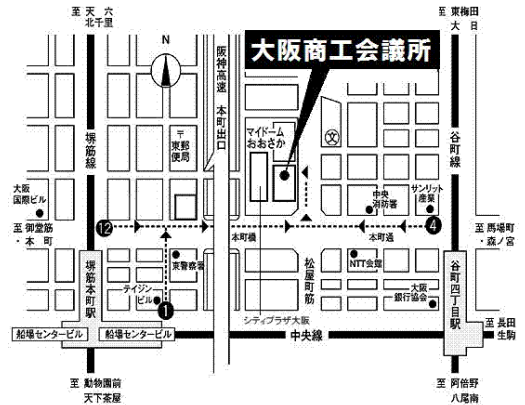 至 天 六
北千里
至 東梅田
大 日
N
大阪商工会議所
阪神高速 本町出口
堺筋線
谷町線
〒
東郵便局
マイドーム
おおさか
文
大阪
国際ビル
中央
消防署
サンリット
産業
至 御堂筋
・本 町
12
本町橋
本町通
4
至 馬場町
・森ノ宮
東警察署
松屋町筋
NTT会館
堺筋本町駅
テイジン
ビル
1
シティプラザ大阪
大阪
銀行協会
谷町四丁目駅
船場センタービル
船場センタービル
中央線
至 長田
生駒
至 動物園前
天下茶屋
至 阿倍野
八尾南